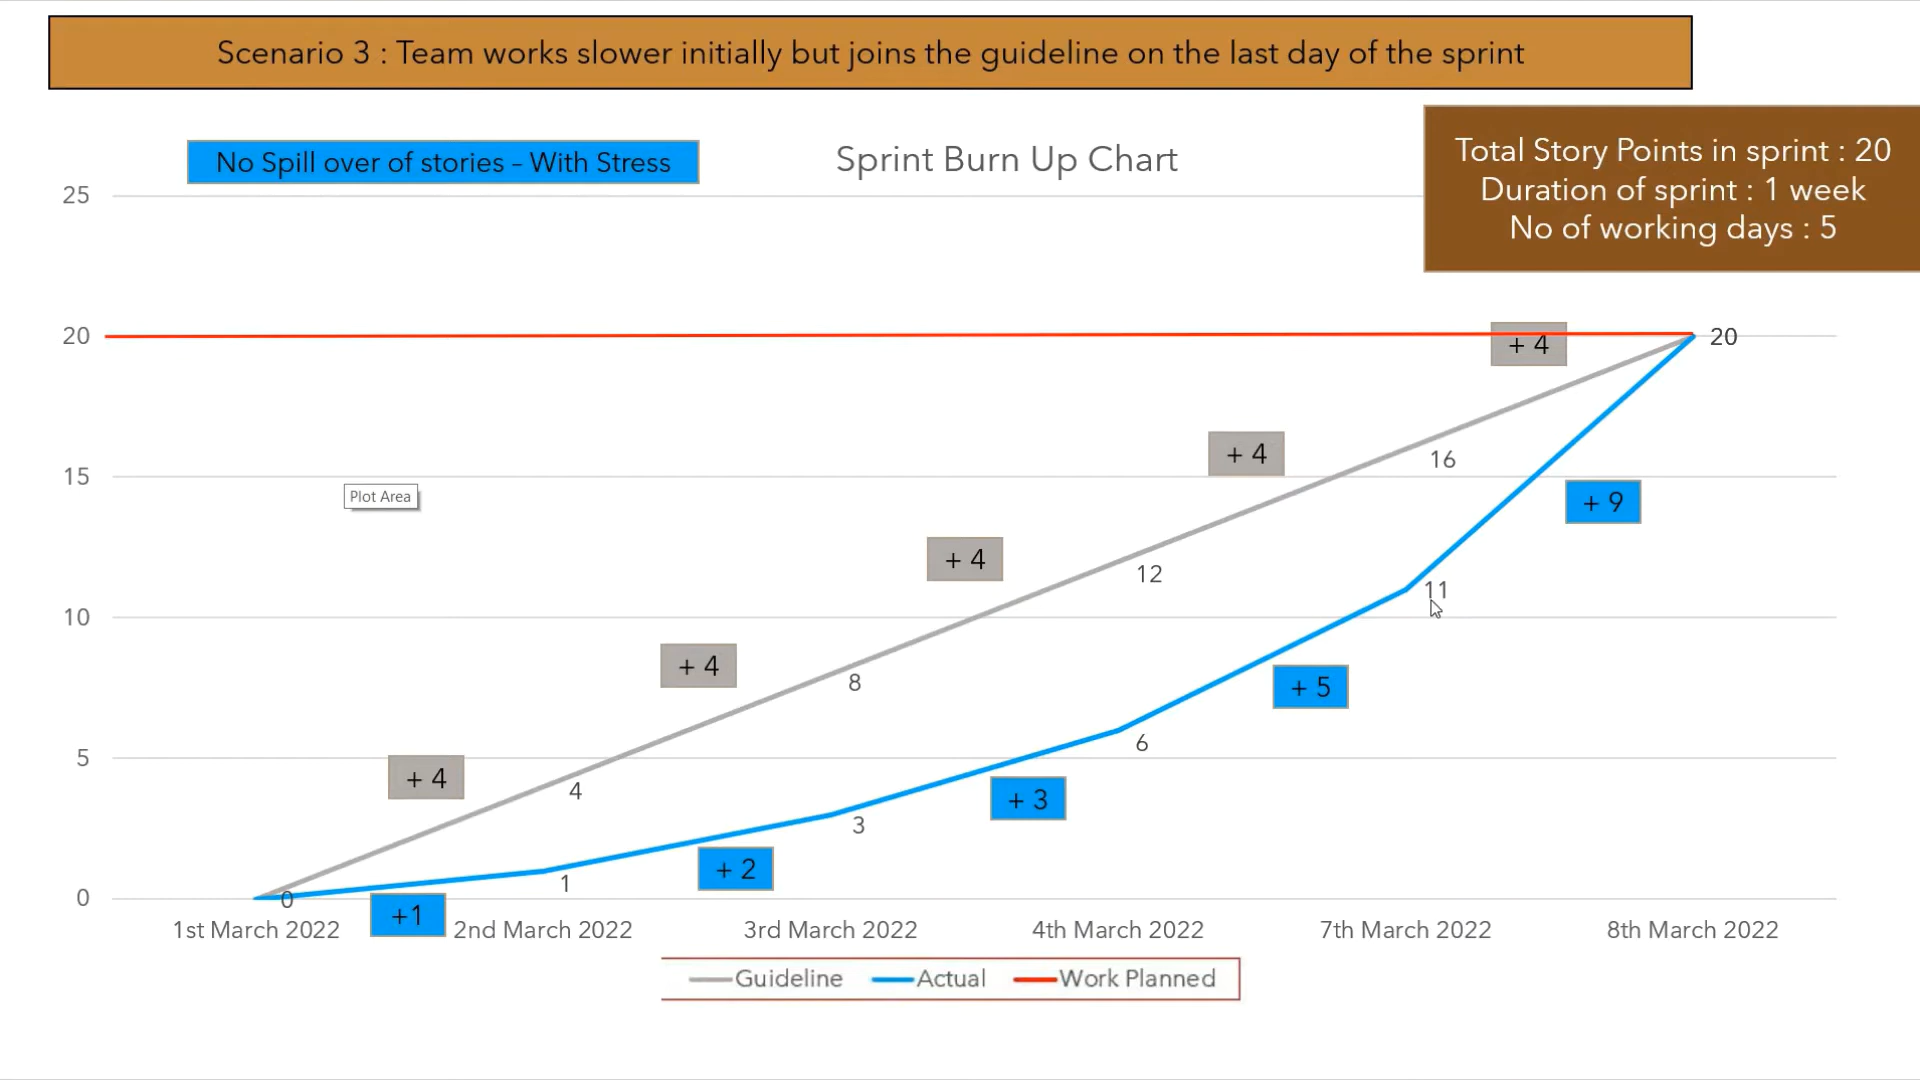 Scenario 3 : Team works slower initially but joins the guideline on the last day of the sprint
No Spill over of stories – With Stress
Sprint Burn Up Chart
Total Story Points in sprint : 20
Duration of sprint : 1 week
No of working days : 5
25
20
+ 4
20
+ 4
16
15
Plot Area
+ 9
+ 4
12
11
10
+ 4
8
+ 5
5
6
+ 4
4
+ 3
3
+ 2
1
0
0
+1
1st March 2022
2nd March 2022
3rd March 2022
4th March 2022
7th March 2022
8th March 2022
Guideline
Actual
Work Planned